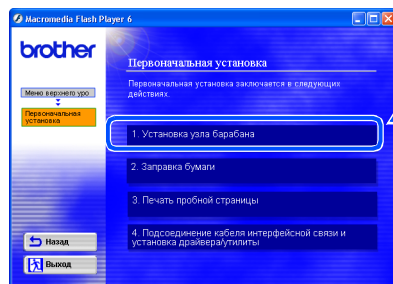 Macromedia Flash Player 6
brother
Первоначальная установка
Первоначальная установка заключается в следующих
действиях.
Меню верхнего уро
Первоначальная
установка
1. Установка узла барабана
2. Заправка бумаги
3. Печать пробной страницы
4. Подсоединение кабеля интерфейсной связи и
установка драйвера/утилиты
Назад
Выход